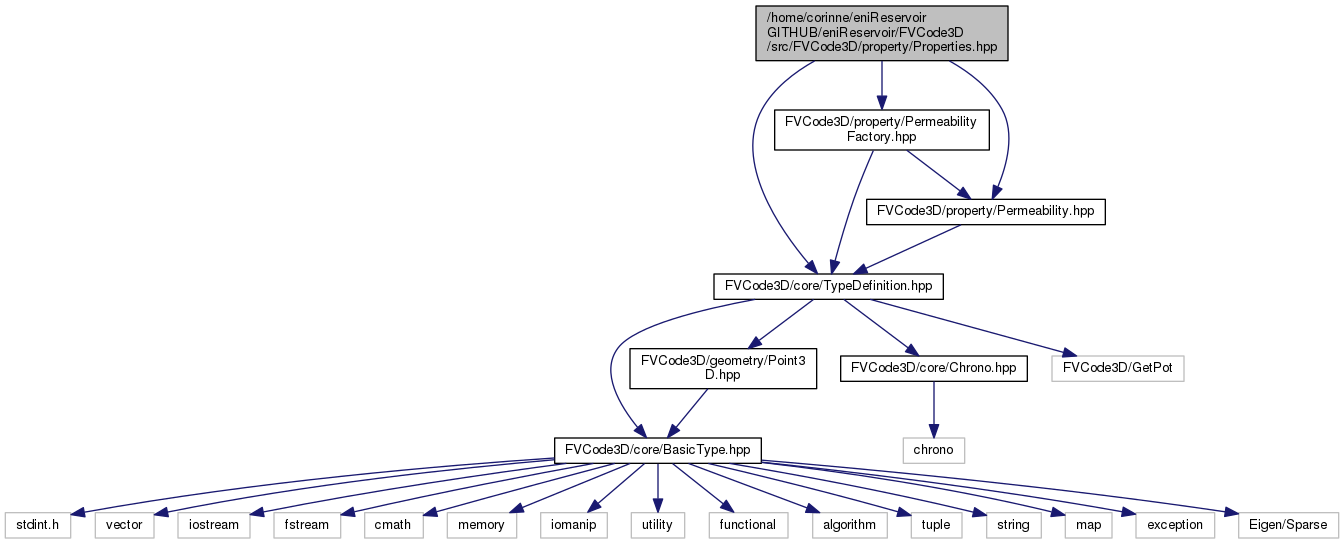 /home/corinne/eniReservoir
GITHUB/eniReservoir/FVCode3D
/src/FVCode3D/property/Properties.hpp
FVCode3D/property/Permeability
Factory.hpp
FVCode3D/property/Permeability.hpp
FVCode3D/core/TypeDefinition.hpp
FVCode3D/geometry/Point3
D.hpp
FVCode3D/core/Chrono.hpp
FVCode3D/GetPot
FVCode3D/core/BasicType.hpp
chrono
stdint.h
vector
iostream
fstream
cmath
memory
iomanip
utility
functional
algorithm
tuple
string
map
exception
Eigen/Sparse